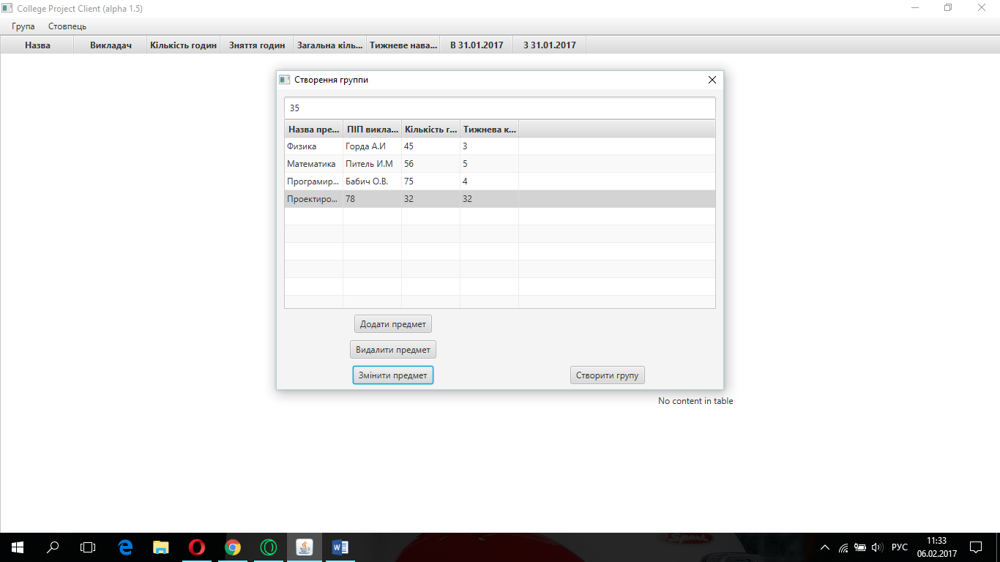 College Project Client (alpha 1.5)
Група Стовпець
Назва Викладач Кількість годин Зняття годин Загальна кіль... Тижневе нава... В 31.01.2017 З 31.01.2017
Створення группи
35
Назва пре... ПІП викла... Кількість г... Тижнева к...
Физика Горда А.И 45 3
Математика Питель И.М 56 5
Програмир... Бабич О.В. 75 4
Проектиро... 78 32 32
Додати предмет
Видалити предмет
Змінити предмет Створити групу
No content in table
Sport
РУС 11:33
06.02.2017